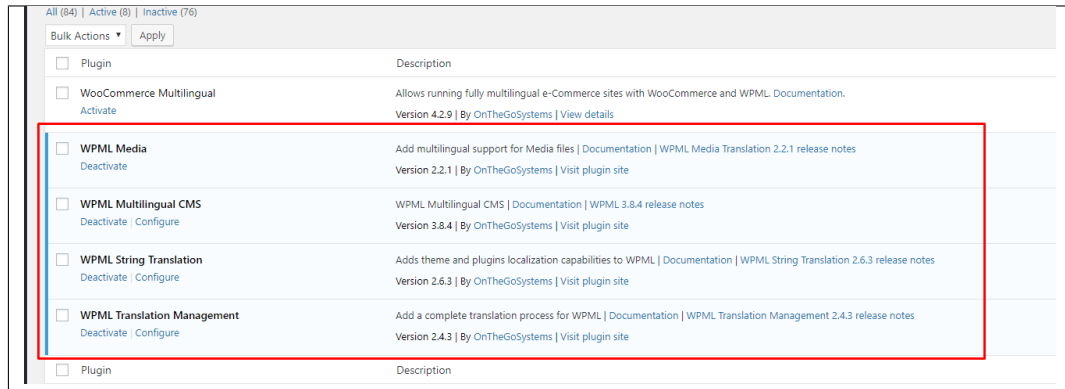 All (84) | Active (8) | Inactive (76)
Bulk Actions Apply
Plugin Description
WooCommerce Multilingual Allows running fully multilingual e-Commerce sites with WooCommerce and WPML. Documentation.
Activate Version 4.2.9 | By OnTheGoSystems | View details
WPML Media Add multilingual support for Media files | Documentation | WPML Media Translation 2.2.1 release notes
Deactivate Version 2.2.1 | By OnTheGoSystems | Visit plugin site
WPML Multilingual CMS WPML Multilingual CMS | Documentation | WPML 3.8.4 release notes
Deactivate | Configure Version 3.8.4 | By OnTheGoSystems | Visit plugin site
WPML String Translation Adds theme and plugins localization capabilities to WPML | Documentation | WPML String Translation 2.6.3 release notes
Deactivate | Configure Version 2.6.3 | By OnTheGoSystems | Visit plugin site
WPML Translation Management Add a complete translation process for WPML | Documentation | WPML Translation Management 2.4.3 release notes
Deactivate | Configure Version 2.4.3 | By OnTheGoSystems | Visit plugin site
Plugin Description